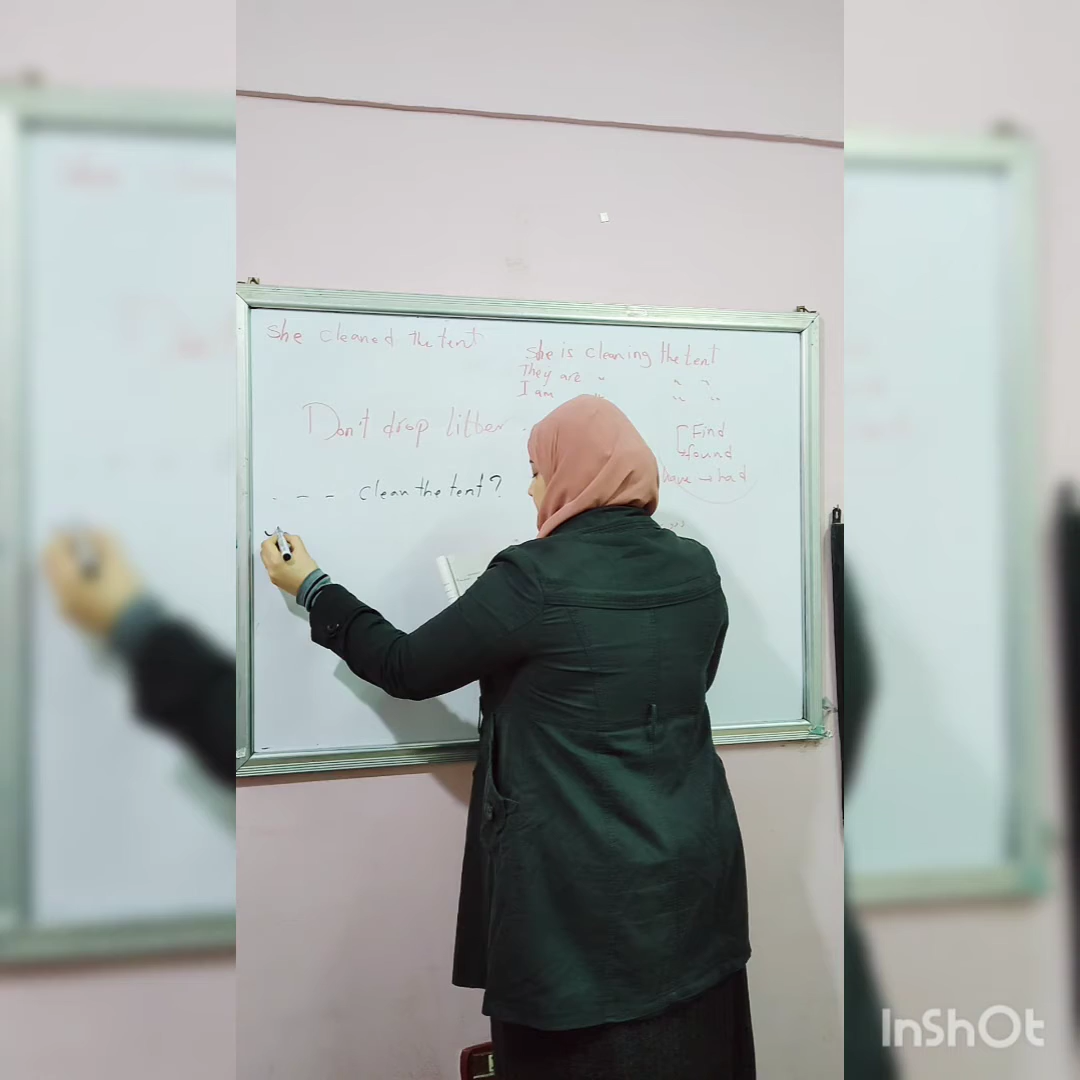 She cleaned the tent
She is cleaning the tent
They are " " "
I am " " "
Don't drop litter .
Find
found
have → had
- - - clean the tent?
InShOt